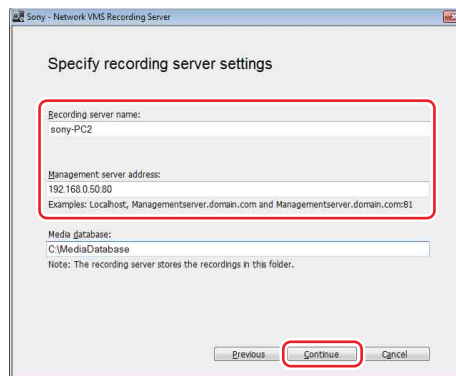 Sony - Network VMS Recording Server
Specify recording server settings
Recording server name:
sony-PC2
Management server address:
192.168.0.50:80
Examples: Localhost, Managementserver.domain.com and Managementserver.domain.com:81
Media database:
C:\MediaDatabase
Note: The recording server stores the recordings in this folder.
Previous Continue Cancel